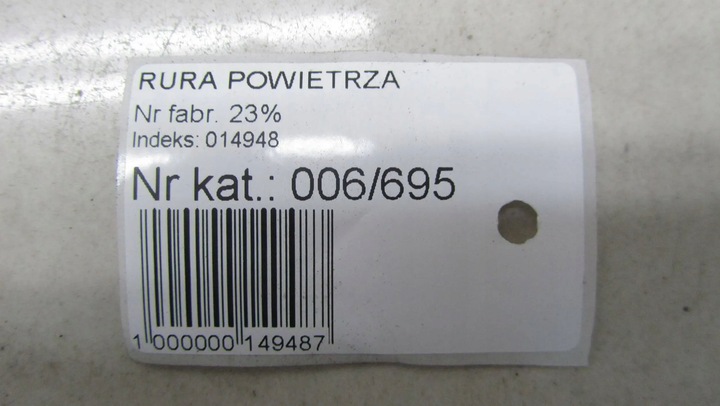 RURA POWIETRZA
Nr fabr. 23%
Indeks: 014948
Nr kat.: 006/695
1 000000 149487